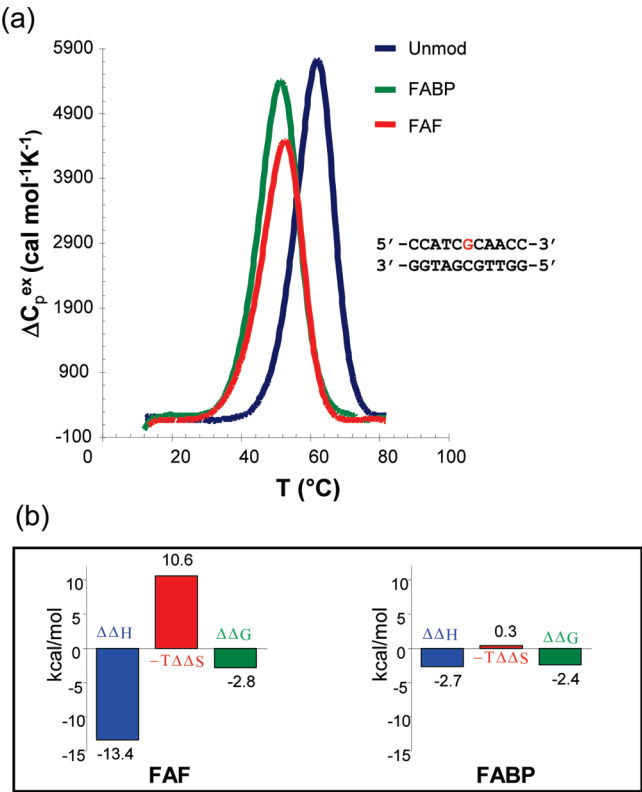 (a)
5900
4900
3900
2900
1900
900
-100
ΔCp^ex (cal mol-1K-1)
0 20 40 60 80 100
T (°C)
Unmod
FABP
FAF
5′-CCATCGCAACC-3′
3′-GGTAGCGTTGG-5′
(b)
kcal/mol
10
5
0
-5
-10
-15
10.6
ΔΔH
-TΔΔS
ΔΔG
-2.8
-13.4
FAF
kcal/mol
10
5
0
-5
-10
-15
ΔΔH
0.3
-TΔΔS
ΔΔG
-2.7
-2.4
FABP